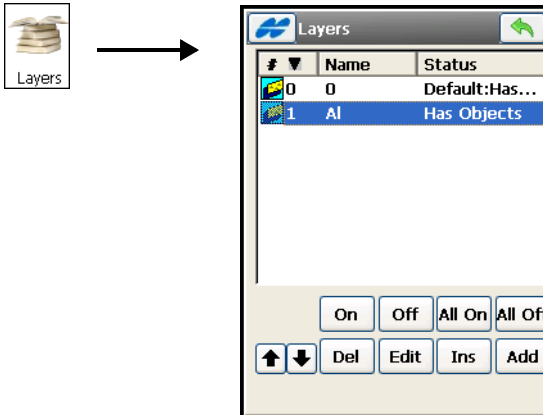 Layers
Layers
# Name Status
0 0 Default:Has...
1 Al Has Objects
On Off All On All Of
Del Edit Ins Add